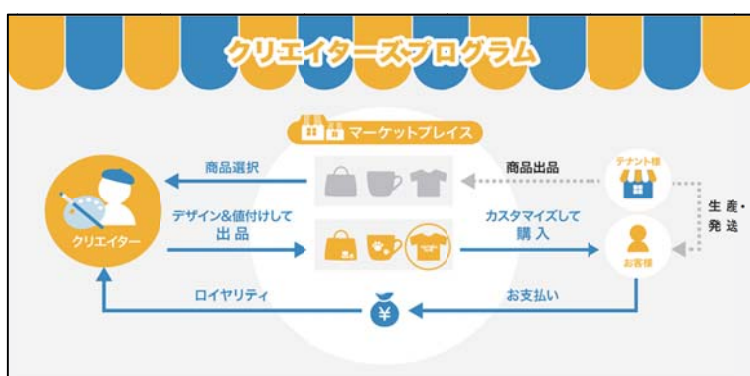 クリエイターズプログラム
マーケットプレイス
商品選択
商品出品
テナント様
クリエイター
デザイン&値付けして
出品
カスタマイズして
購入
生産・
発送
お客様
ロイヤリティ
¥
お支払い